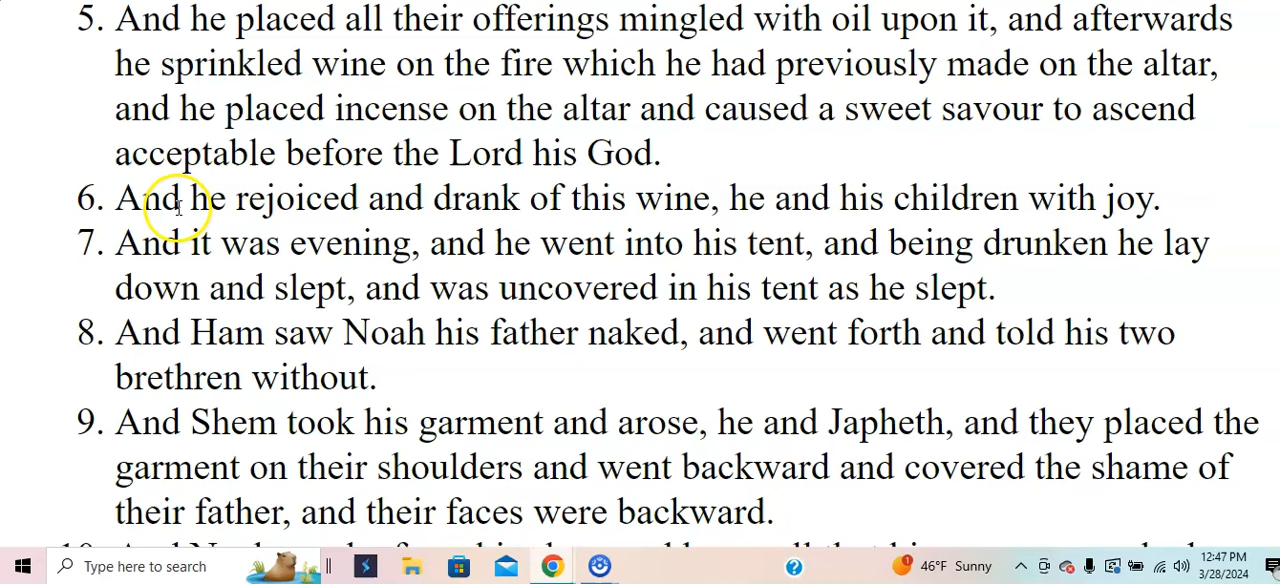 5. And he placed all their offerings mingled with oil upon it, and afterwards
he sprinkled wine on the fire which he had previously made on the altar,
and he placed incense on the altar and caused a sweet savour to ascend
acceptable before the Lord his God.
6. And he rejoiced and drank of this wine, he and his children with joy.
7. And it was evening, and he went into his tent, and being drunken he lay
down and slept, and was uncovered in his tent as he slept.
8. And Ham saw Noah his father naked, and went forth and told his two
brethren without.
9. And Shem took his garment and arose, he and Japheth, and they placed the
garment on their shoulders and went backward and covered the shame of
their father, and their faces were backward.
Type here to search
1
46°F Sunny
12:47 PM
3/28/2024